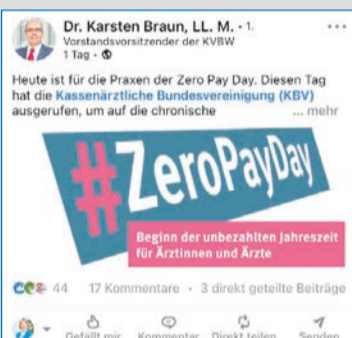 Dr. Karsten Braun, LL. M. • 1.
Vorstandsvorsitzender der KVBW
1 Tag •
Heute ist für die Praxen der Zero Pay Day. Diesen Tag
hat die Kassenärztliche Bundesvereinigung (KBV)
ausgerufen, um auf die chronische ... mehr
#ZeroPayDay
Beginn der unbezahlten Jahreszeit
für Ärztinnen und Ärzte
44 17 Kommentare • 3 direkt geteilte Beiträge
Gefällt mir Kommentar Direkt teilen Senden